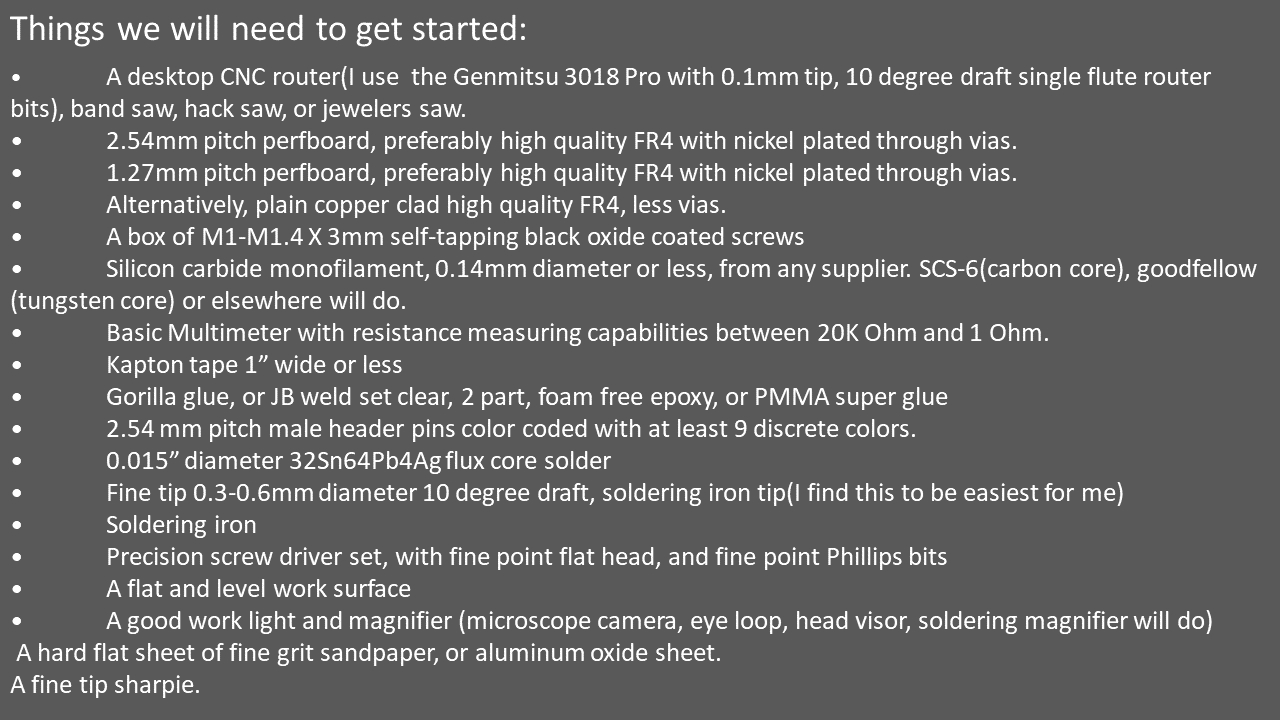 Things we will need to get started:
• A desktop CNC router(I use the Genmitsu 3018 Pro with 0.1mm tip, 10 degree draft single flute router
bits), band saw, hack saw, or jewelers saw.
• 2.54mm pitch perfboard, preferably high quality FR4 with nickel plated through vias.
• 1.27mm pitch perfboard, preferably high quality FR4 with nickel plated through vias.
• Alternatively, plain copper clad high quality FR4, less vias.
• A box of M1-M1.4 X 3mm self-tapping black oxide coated screws
• Silicon carbide monofilament, 0.14mm diameter or less, from any supplier. SCS-6(carbon core), goodfellow
(tungsten core) or elsewhere will do.
• Basic Multimeter with resistance measuring capabilities between 20K Ohm and 1 Ohm.
• Kapton tape 1” wide or less
• Gorilla glue, or JB weld set clear, 2 part, foam free epoxy, or PMMA super glue
• 2.54 mm pitch male header pins color coded with at least 9 discrete colors.
• 0.015” diameter 32Sn64Pb4Ag flux core solder
• Fine tip 0.3-0.6mm diameter 10 degree draft, soldering iron tip(I find this to be easiest for me)
• Soldering iron
• Precision screw driver set, with fine point flat head, and fine point Phillips bits
• A flat and level work surface
• A good work light and magnifier (microscope camera, eye loop, head visor, soldering magnifier will do)
A hard flat sheet of fine grit sandpaper, or aluminum oxide sheet.
A fine tip sharpie.